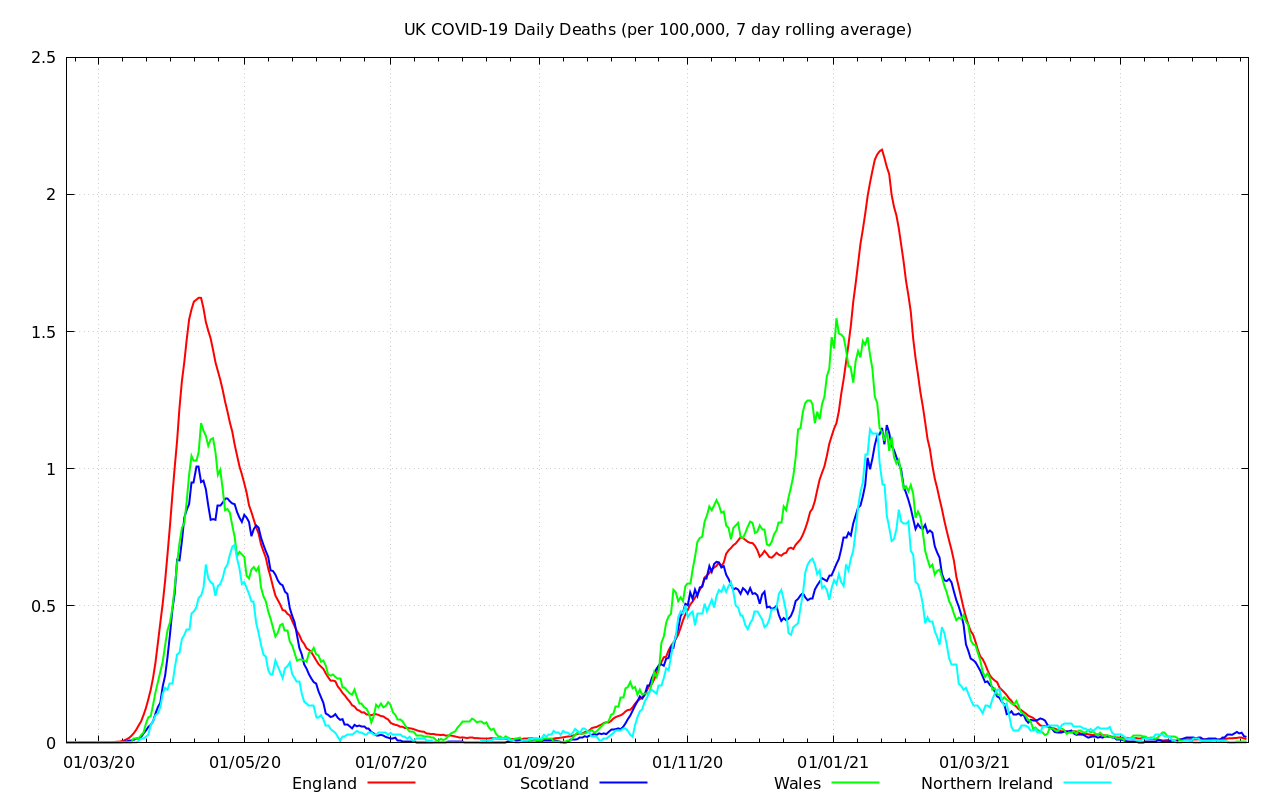 UK COVID-19 Daily Deaths (per 100,000, 7 day rolling average)
2.5
2
1.5
1
0.5
0
01/03/20 01/05/20 01/07/20 01/09/20 01/11/20 01/01/21 01/03/21 01/05/21
England Scotland Wales Northern Ireland